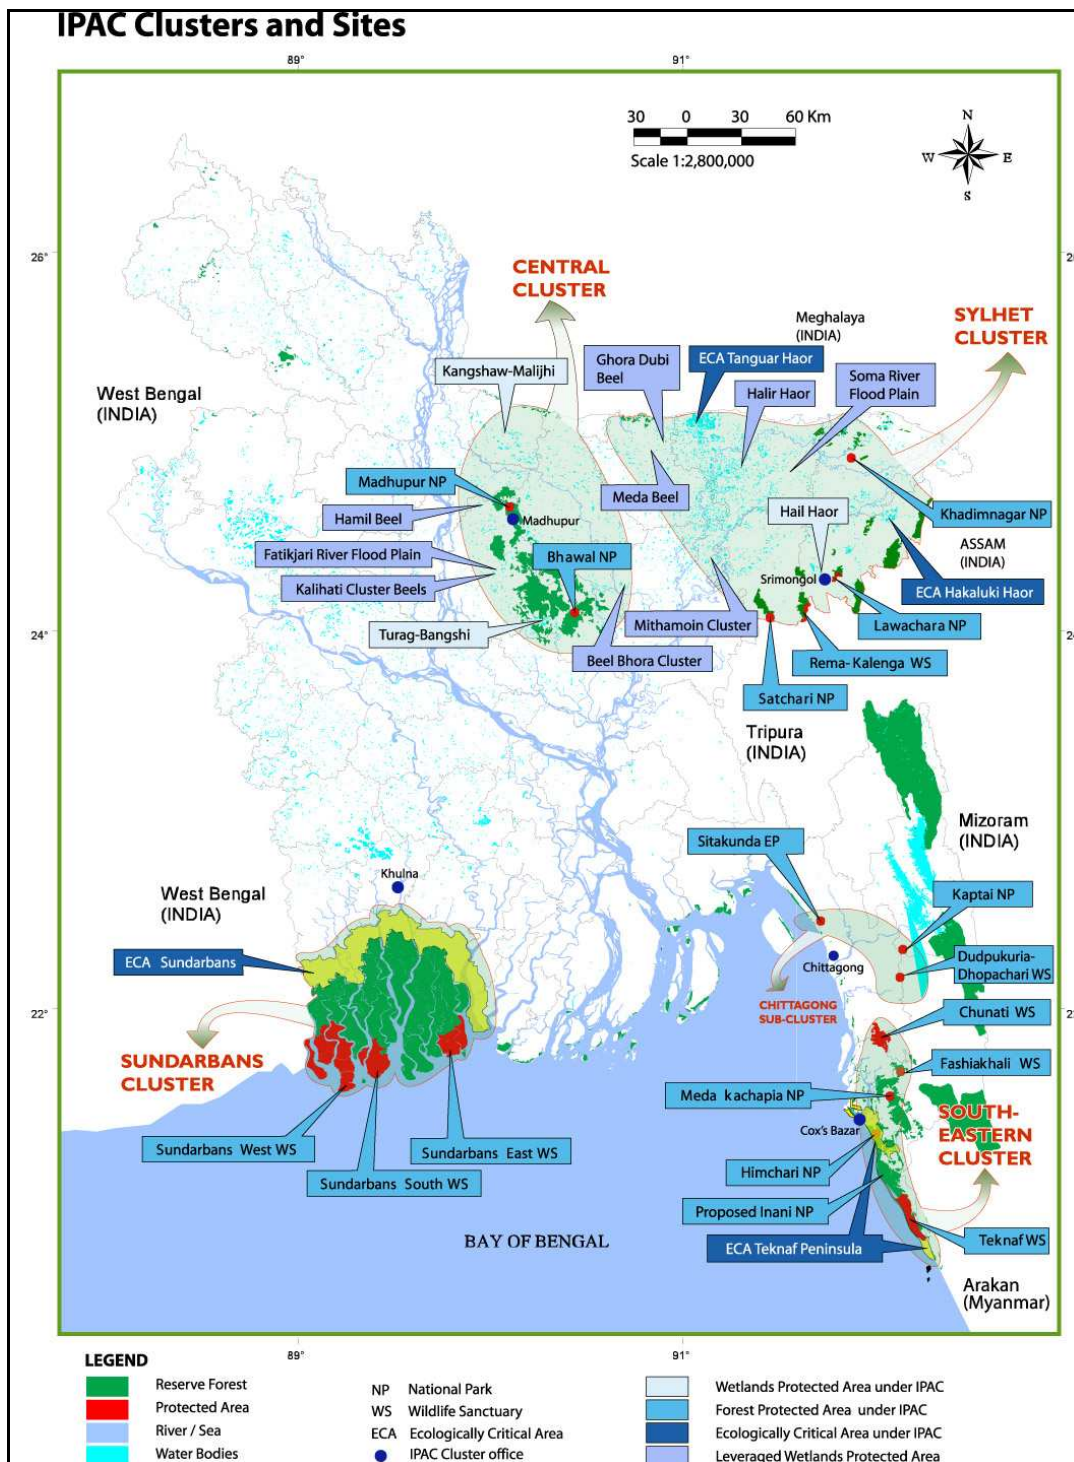 IPAC Clusters and Sites
89°
91°
30 0 30 60 Km
Scale 1:2,800,000
N
W E
S
26°
CENTRAL
CLUSTER
Meghalaya
(INDIA)
SYLHET
CLUSTER
Ghora Dubi
Beel
ECA Tanguar Haor
Soma River
Flood Plain
Kangshaw-Malijhi
Halir Haor
West Bengal
(INDIA)
Madhupur NP
Meda Beel
Hail Haor
Khadimnagar NP
Hamil Beel
Madhupur
Fatikjari River Flood Plain
Bhawal NP
ASSAM
(INDIA)
Kalihati Cluster Beels
Srimongol
ECA Hakaluki Haor
Turag-Bangshi
Mithamoin Cluster
Lawachara NP
24°
24°
Beel Bhora Cluster
Rema-Kalenga WS
Satchari NP
Tripura
(INDIA)
Mizoram
(INDIA)
Sitakunda EP
Khulna
West Bengal
(INDIA)
Kaptai NP
ECA Sundarbans
Chittagong
Dudpukuria-
Dhopachari WS
CHITTAGONG
SUB-CLUSTER
22°
Chunati WS
SUNDARBANS
CLUSTER
Fashiakhali WS
Meda kachapia NP
SOUTH-
EASTERN
CLUSTER
Cox's Bazar
Sundarbans West WS
Sundarbans East WS
Himchari NP
Sundarbans South WS
Proposed Inani NP
BAY OF BENGAL
ECA Teknaf Peninsula
Teknaf WS
Arakan
(Myanmar)
89°
91°
LEGEND
Reserve Forest
Protected Area
River / Sea
Water Bodies
NP National Park
WS Wildlife Sanctuary
ECA Ecologically Critical Area
IPAC Cluster office
Wetlands Protected Area under IPAC
Forest Protected Area under IPAC
Ecologically Critical Area under IPAC
Leveraged Wetlands Protected Area